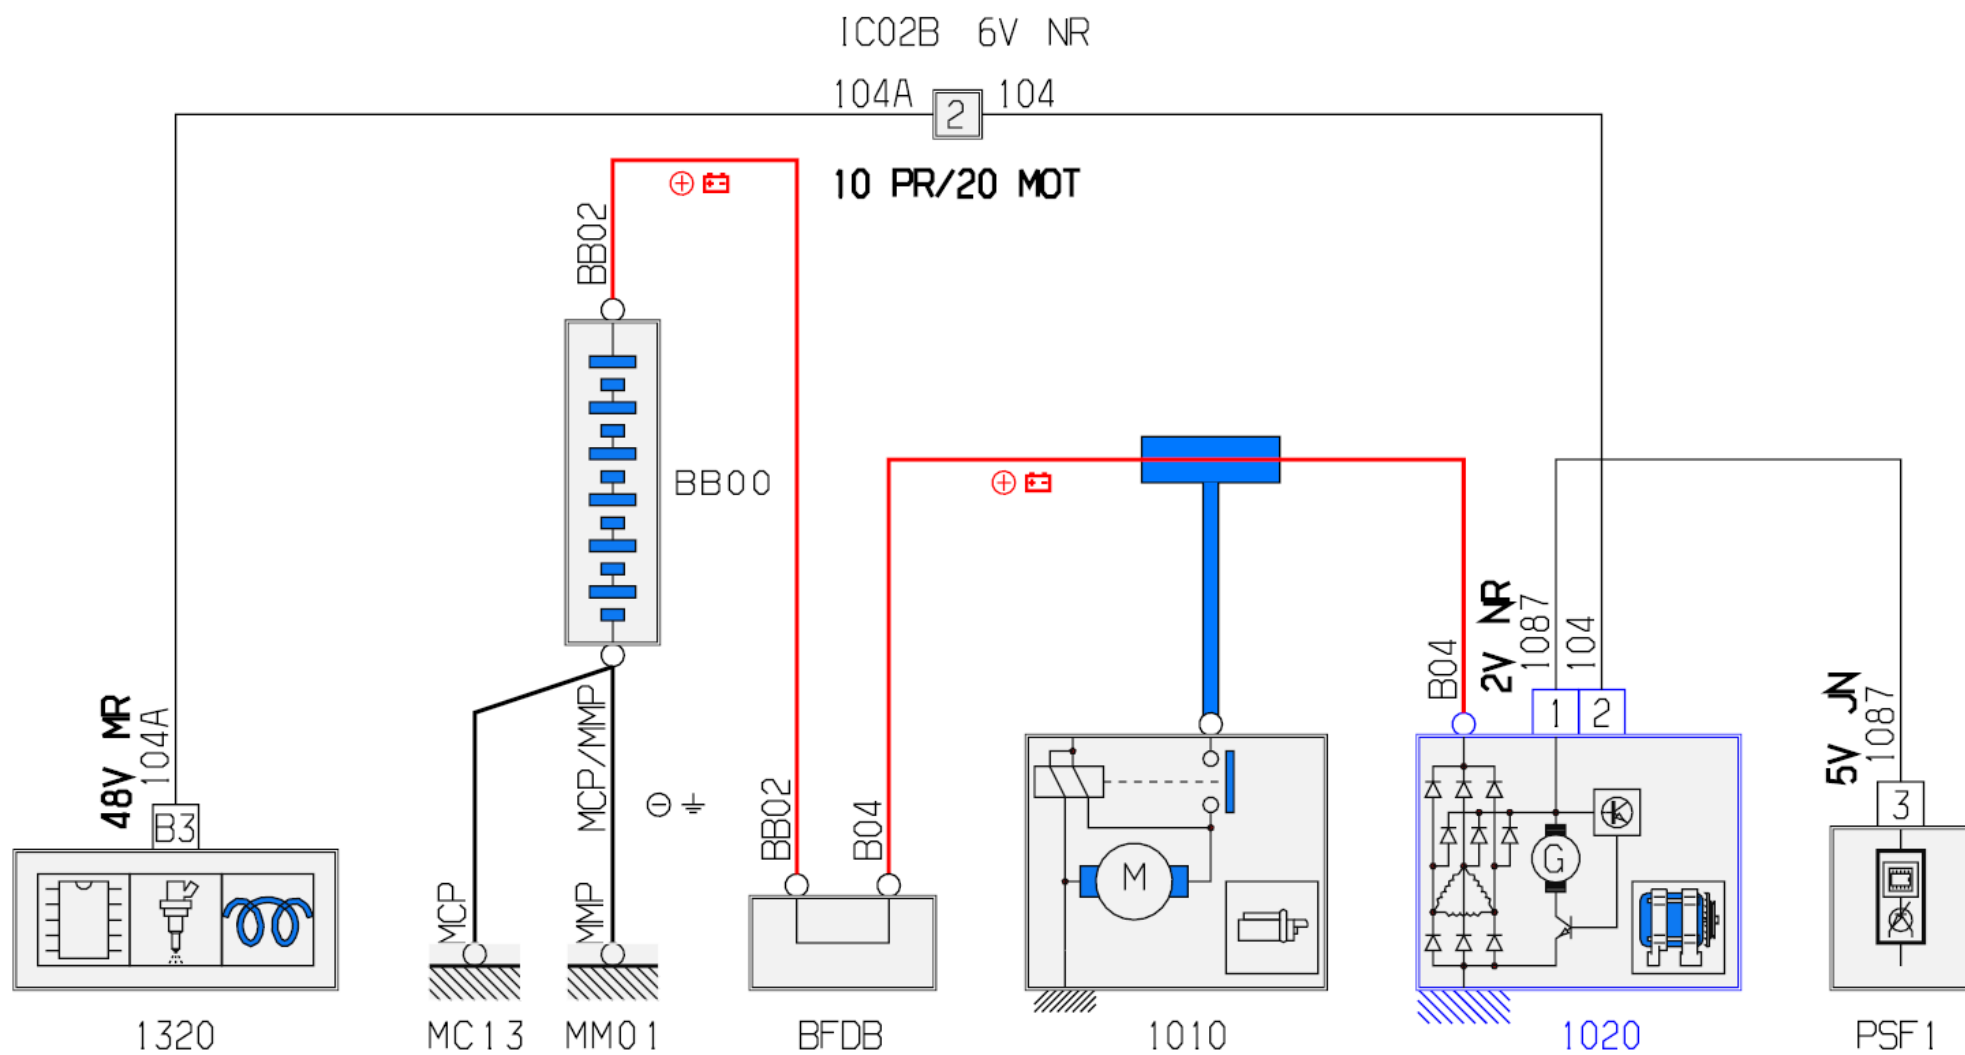 IC02B 6V NR
104A 2 104
10 PR/20 MOT
BB02
BB00
48V MR
104A
B3
MCP/MMP
MCP
MMP
BB02
B04
B04
2V NR
1087
104
1 2
5V JN
1087
3
M
G
1320
MC13
MM01
BFDB
1010
1020
PSF1